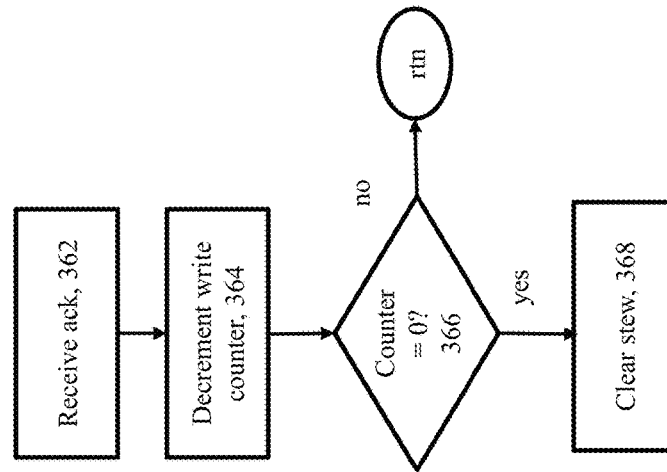 Receive ack, 362
Decrement write
counter, 364
Counter
= 0?
366
no
rtn
yes
Clear stew, 368